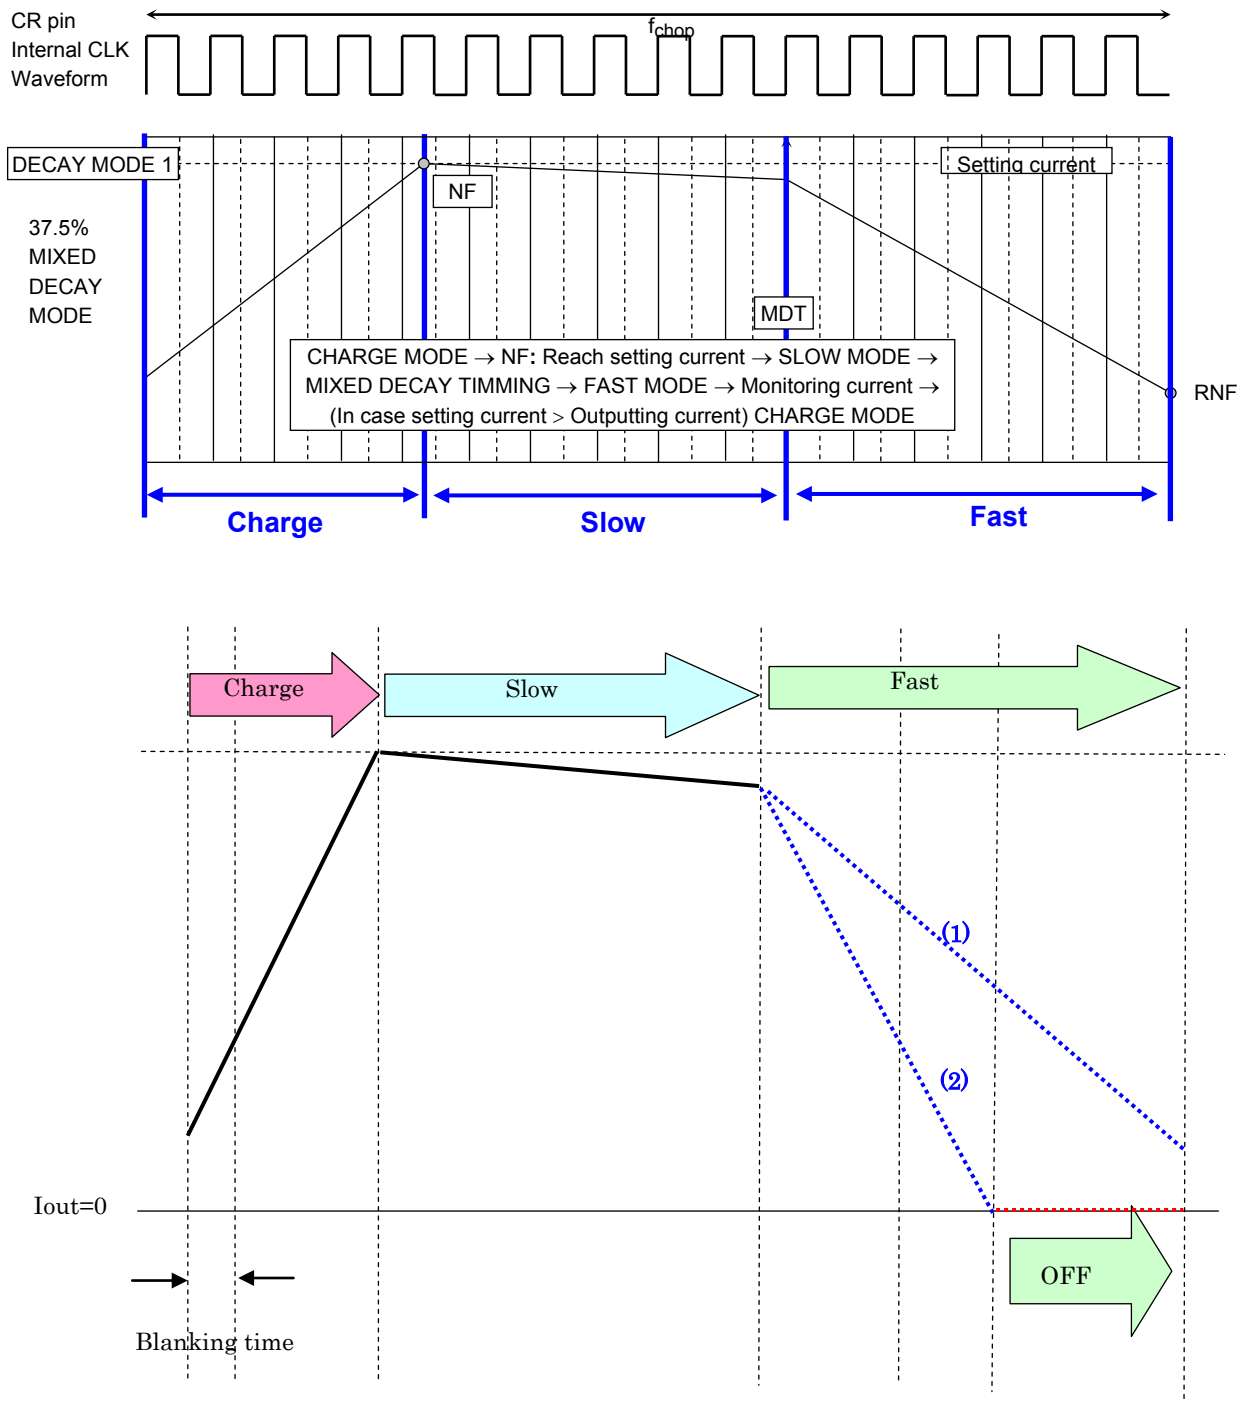 CR pin
Internal CLK
Waveform
fchop
DECAY MODE 1
Setting current
NF
37.5%
MIXED
DECAY
MODE
MDT
CHARGE MODE → NF: Reach setting current → SLOW MODE →
MIXED DECAY TIMMING → FAST MODE → Monitoring current →
(In case setting current > Outputting current) CHARGE MODE
RNF
Charge
Slow
Fast
Charge
Slow
Fast
(1)
(2)
Iout=0
OFF
Blanking time